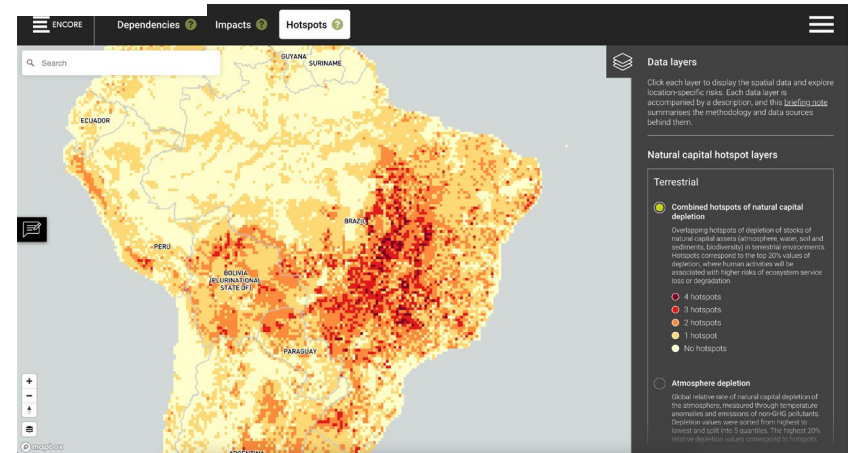 ENCORE
Dependencies ?
Impacts ?
Hotspots ?
Search
GUYANA
SURINAME
ECUADOR
BRAZIL
PERU
BOLIVIA
(PLURINATIONAL
STATE OF)
PARAGUAY
ARGENTINA
mapbox
Data layers
Click each layer to display the spatial data and explore
location-specific risks. Each data layer is
accompanied by a description, and this briefing note
summarises the methodology and data sources
behind them.
Natural capital hotspot layers
Terrestrial
Combined hotspots of natural capital
depletion
Overlapping hotspots of depletion of stocks of
natural capital assets (atmosphere, water, soil and
sediments, biodiversity) in terrestrial environments.
Hotspots correspond to the top 20% values of
depletion, where human activities will be
associated with higher risks of ecosystem service
loss or degradation.
4 hotspots
3 hotspots
2 hotspots
1 hotspot
No hotspots
Atmosphere depletion
Global relative rate of natural capital depletion of
the atmosphere, measured through temperature
anomalies and emissions of non-GHG pollutants.
Depletion values were sorted from highest to
lowest and split into 5 quantiles. The highest 20%
relative depletion values correspond to hotspots